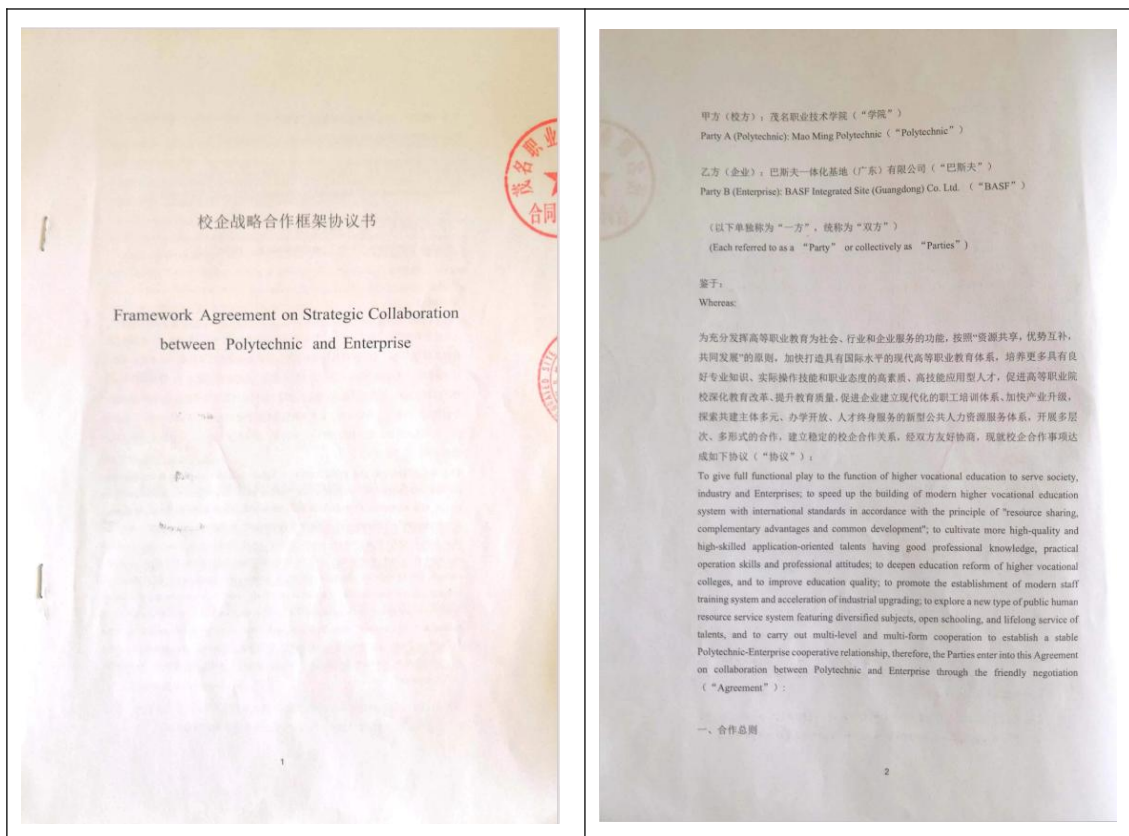 校企战略合作框架协议书
Framework Agreement on Strategic Collaboration
between Polytechnic and Enterprise
茂名职业
合同
1
甲方（校方）：茂名职业技术学院（“学院”）
Party A (Polytechnic): Mao Ming Polytechnic（“Polytechnic”）
乙方（企业）：巴斯夫一体化基地（广东）有限公司（“巴斯夫”）
Party B (Enterprise): BASF Integrated Site (Guangdong) Co. Ltd.（“BASF”）
（以下单独称为“一方”、统称为“双方”）
(Each referred to as a “Party” or collectively as “Parties”)
鉴于：
Whereas:
为充分发挥高等职业教育为社会、行业和企业服务的功能，按照“资源共享，优势互补，
共同发展”的原则，加快打造具有国际水平的现代高等职业教育体系，培养更多具有良
好专业知识、实际操作技能和职业态度的高素质、高技能应用型人才，促进高等职业院
校深化教育改革、提升教育质量，促进企业建立现代化的职工培训体系、加快产业升级，
探索共建主体多元、办学开放、人才终身服务的新型公共人力资源服务体系，开展多层
次、多形式的合作，建立稳定的校企合作关系，经双方友好协商，现就校企合作事项达
成如下协议（“协议”）：
To give full functional play to the function of higher vocational education to serve society,
industry and Enterprises; to speed up the building of modern higher vocational education
system with international standards in accordance with the principle of "resource sharing,
complementary advantages and common development"; to cultivate more high-quality and
high-skilled application-oriented talents having good professional knowledge, practical
operation skills and professional attitudes; to deepen education reform of higher vocational
colleges, and to improve education quality; to promote the establishment of modern staff
training system and acceleration of industrial upgrading; to explore a new type of public human
resource service system featuring diversified subjects, open schooling, and lifelong service of
talents, and to carry out multi-level and multi-form cooperation to establish a stable
Polytechnic-Enterprise cooperative relationship, therefore, the Parties enter into this Agreement
on collaboration between Polytechnic and Enterprise through the friendly negotiation
（“Agreement”）:
一、合作总则
2